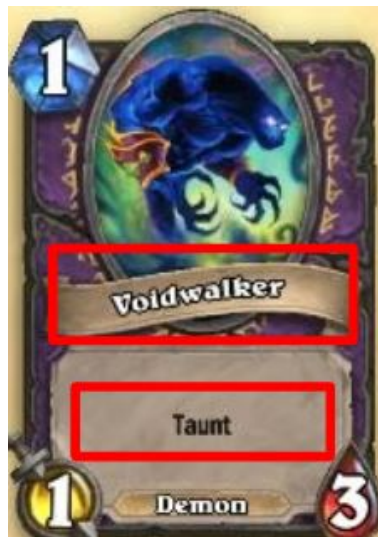 1
Voidwalker
Taunt
1
Demon
3